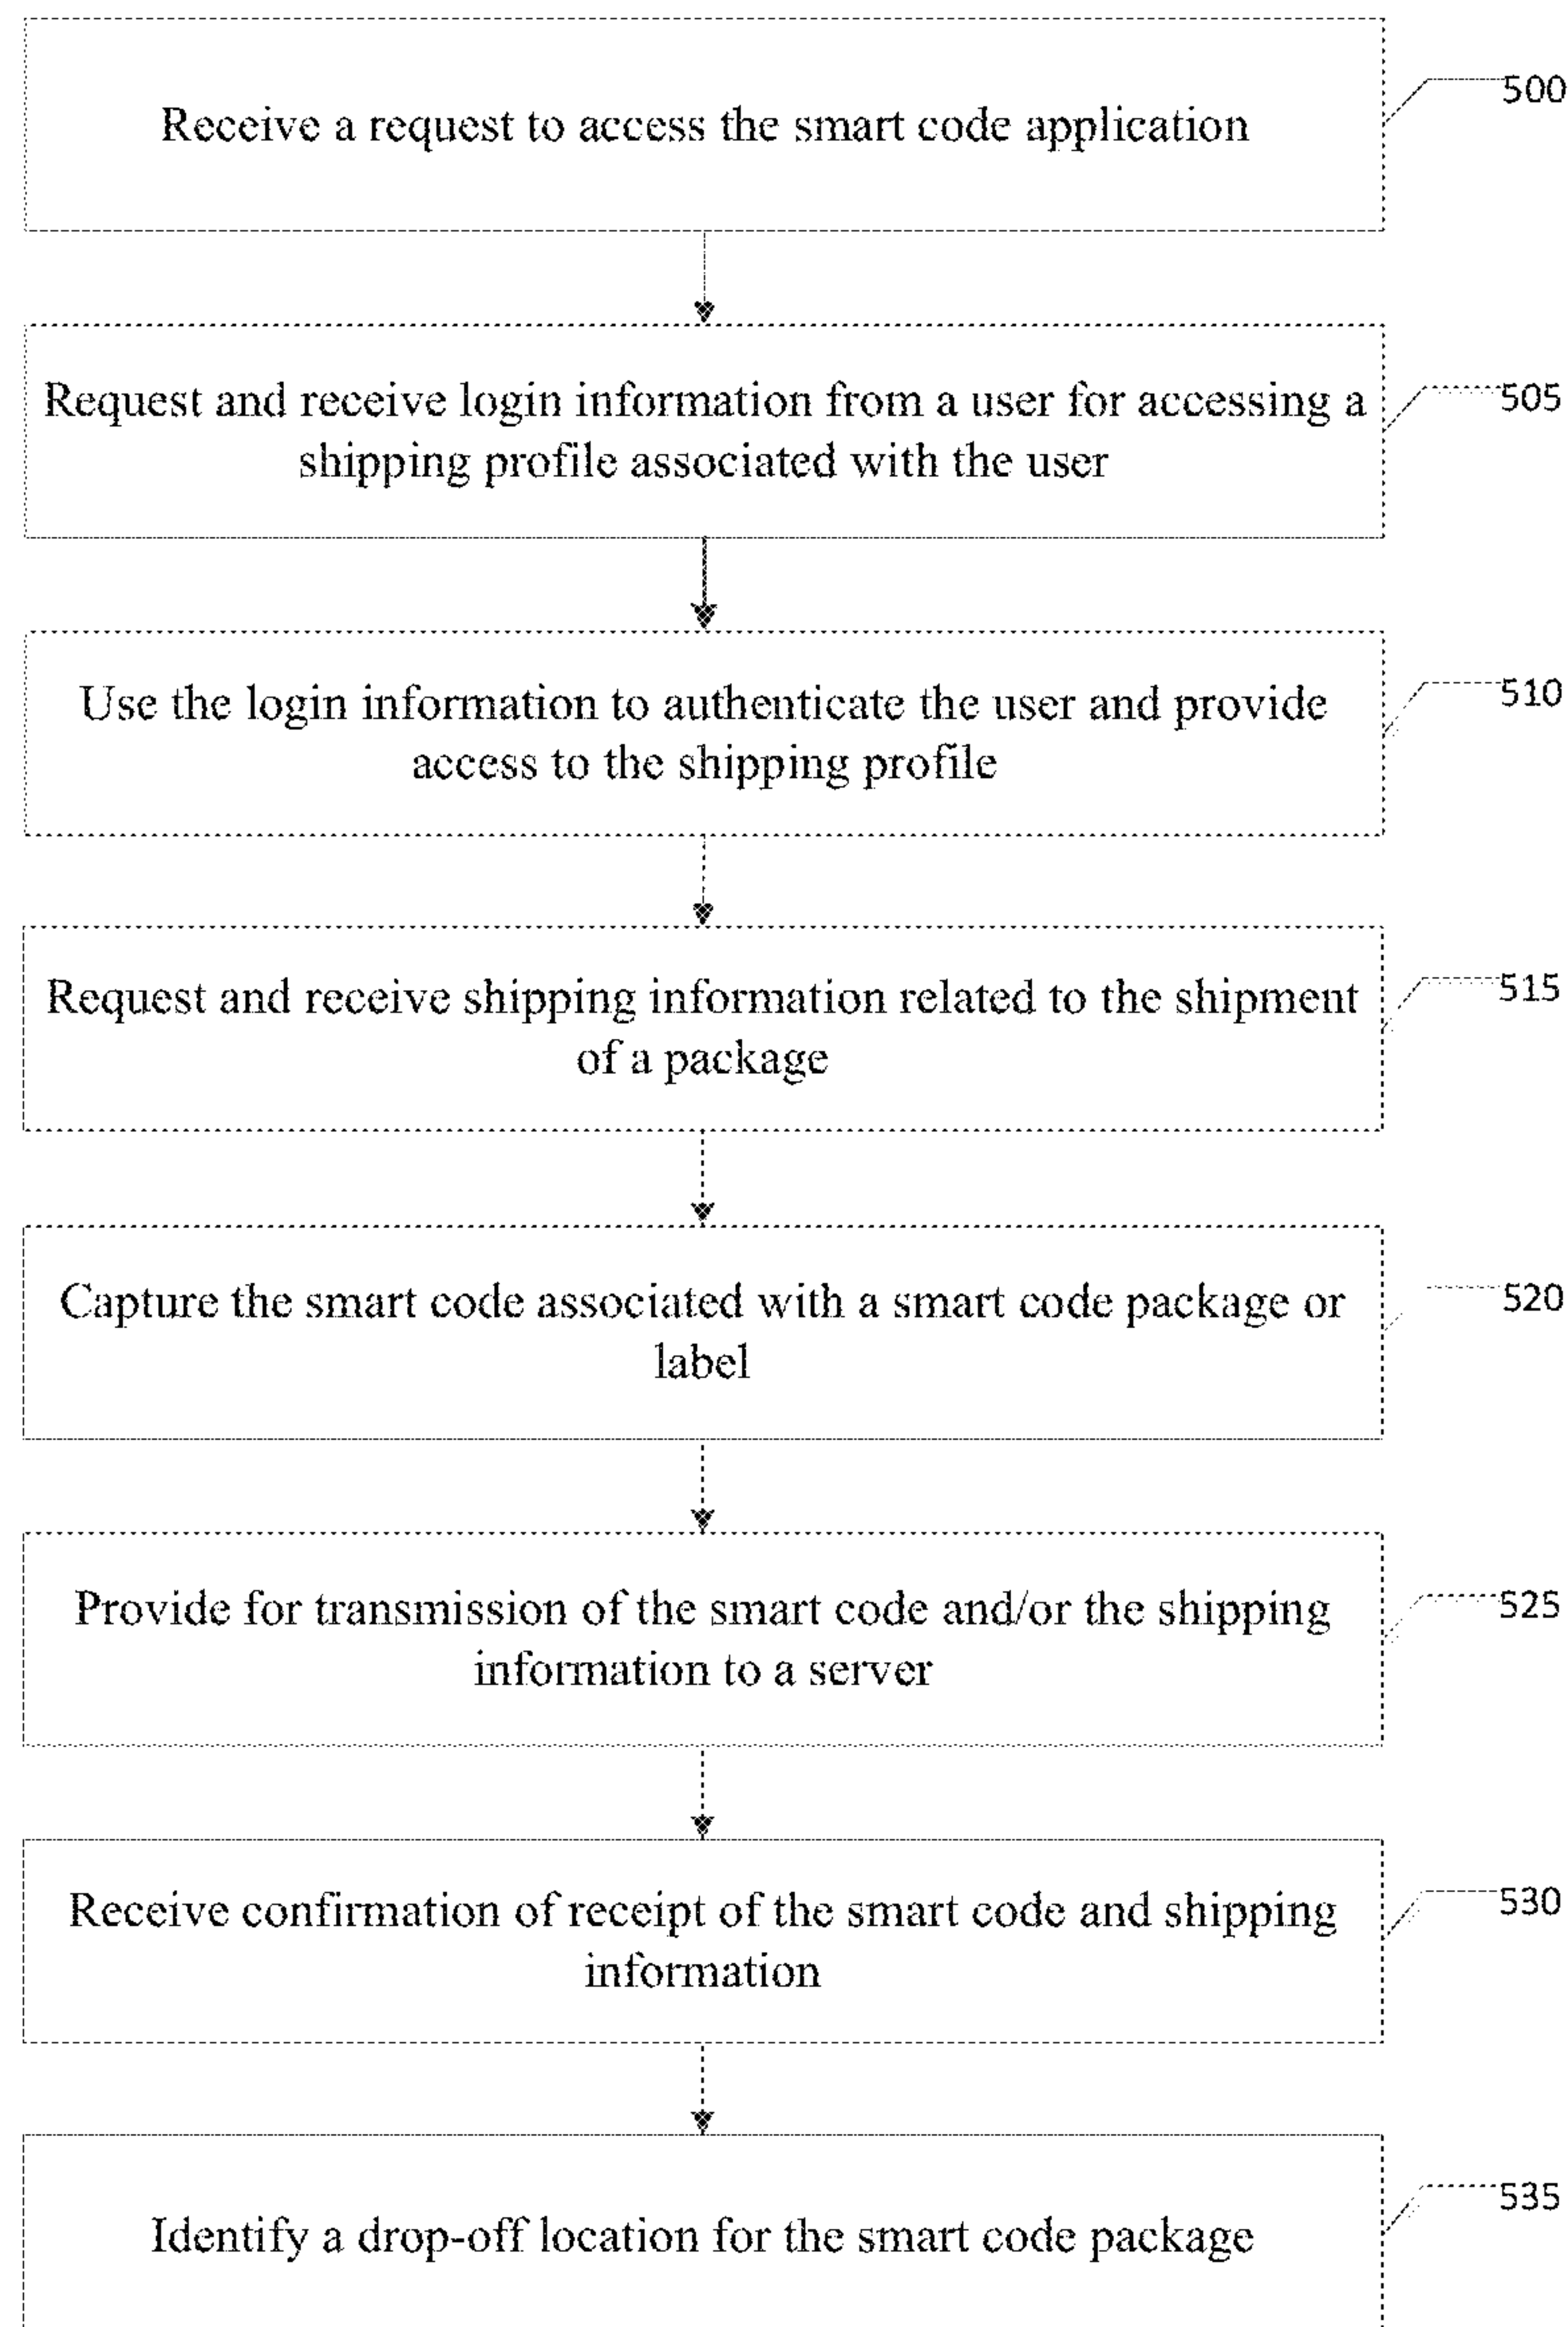 Receive a request to access the smart code application
500
Request and receive login information from a user for accessing a
shipping profile associated with the user
505
Use the login information to authenticate the user and provide
access to the shipping profile
510
Request and receive shipping information related to the shipment
of a package
515
Capture the smart code associated with a smart code package or
label
520
Provide for transmission of the smart code and/or the shipping
information to a server
525
Receive confirmation of receipt of the smart code and shipping
information
530
Identify a drop-off location for the smart code package
535